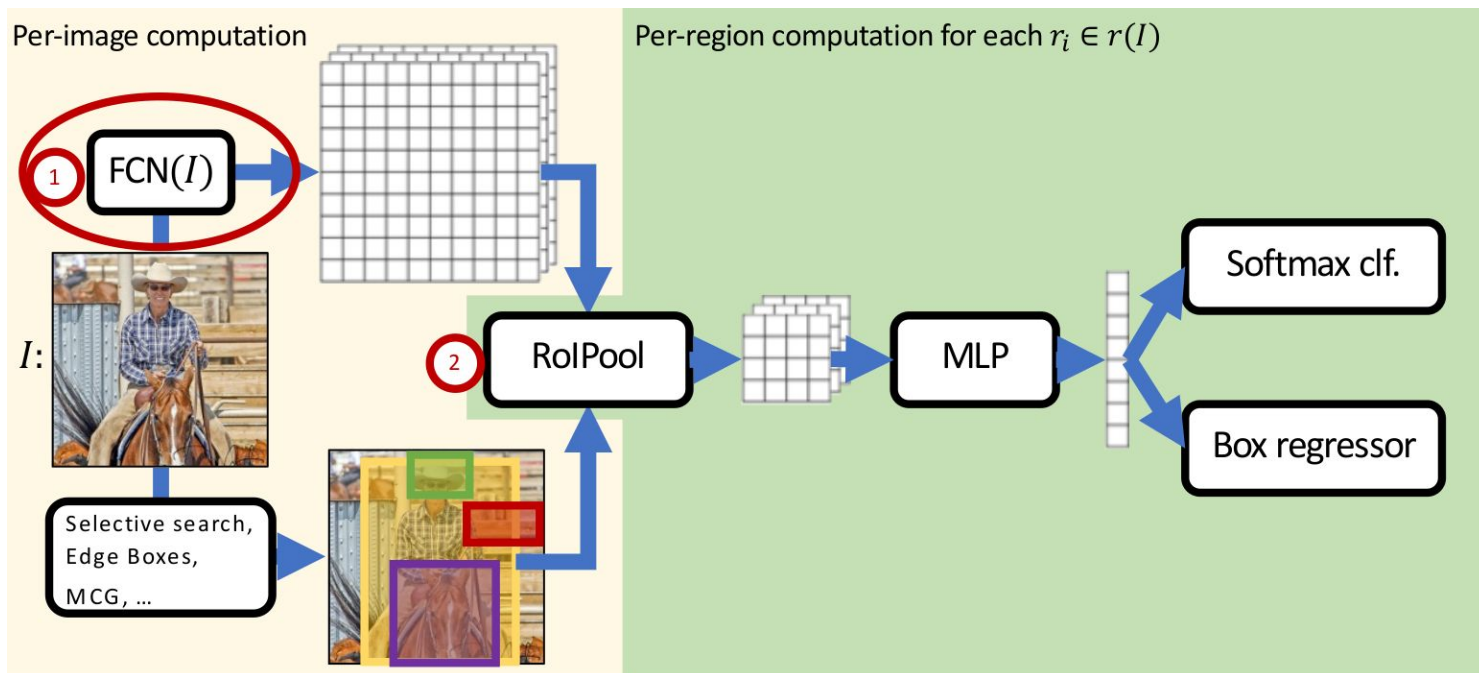 Per-image computation
Per-region computation for each r_i ∈ r(I)
1
FCN(I)
I:
2
RoIPool
MLP
Softmax clf.
Box regressor
Selective search,
Edge Boxes,
MCG, …